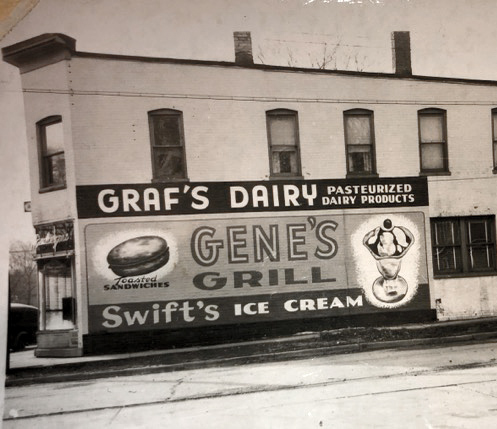 GRAF'S DAIRY PASTEURIZED
DAIRY PRODUCTS
GENE'S
GRILL
Toasted
SANDWICHES
Swift's ICE CREAM